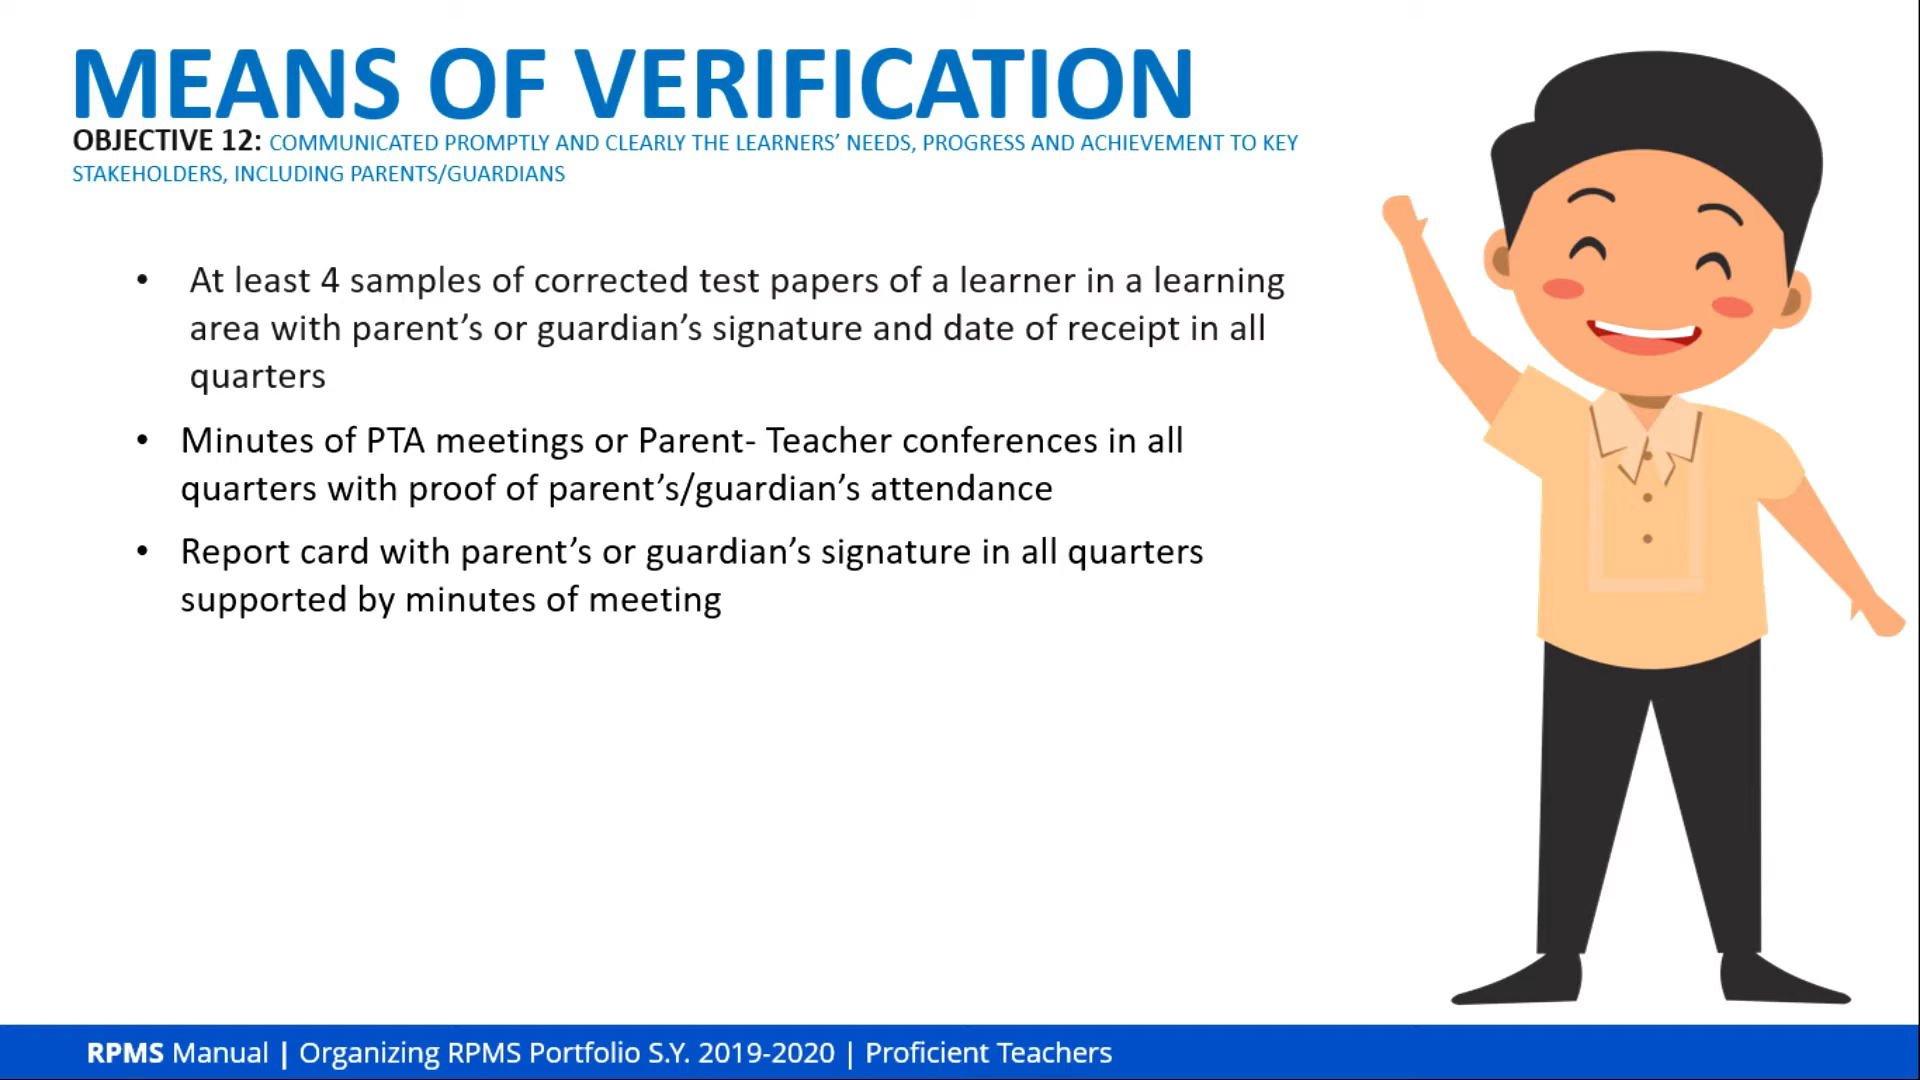 MEANS OF VERIFICATION
OBJECTIVE 12: COMMUNICATED PROMPTLY AND CLEARLY THE LEARNERS’ NEEDS, PROGRESS AND ACHIEVEMENT TO KEY
STAKEHOLDERS, INCLUDING PARENTS/GUARDIANS
• At least 4 samples of corrected test papers of a learner in a learning
area with parent’s or guardian’s signature and date of receipt in all
quarters
• Minutes of PTA meetings or Parent- Teacher conferences in all
quarters with proof of parent’s/guardian’s attendance
• Report card with parent’s or guardian’s signature in all quarters
supported by minutes of meeting
RPMS Manual | Organizing RPMS Portfolio S.Y. 2019-2020 | Proficient Teachers